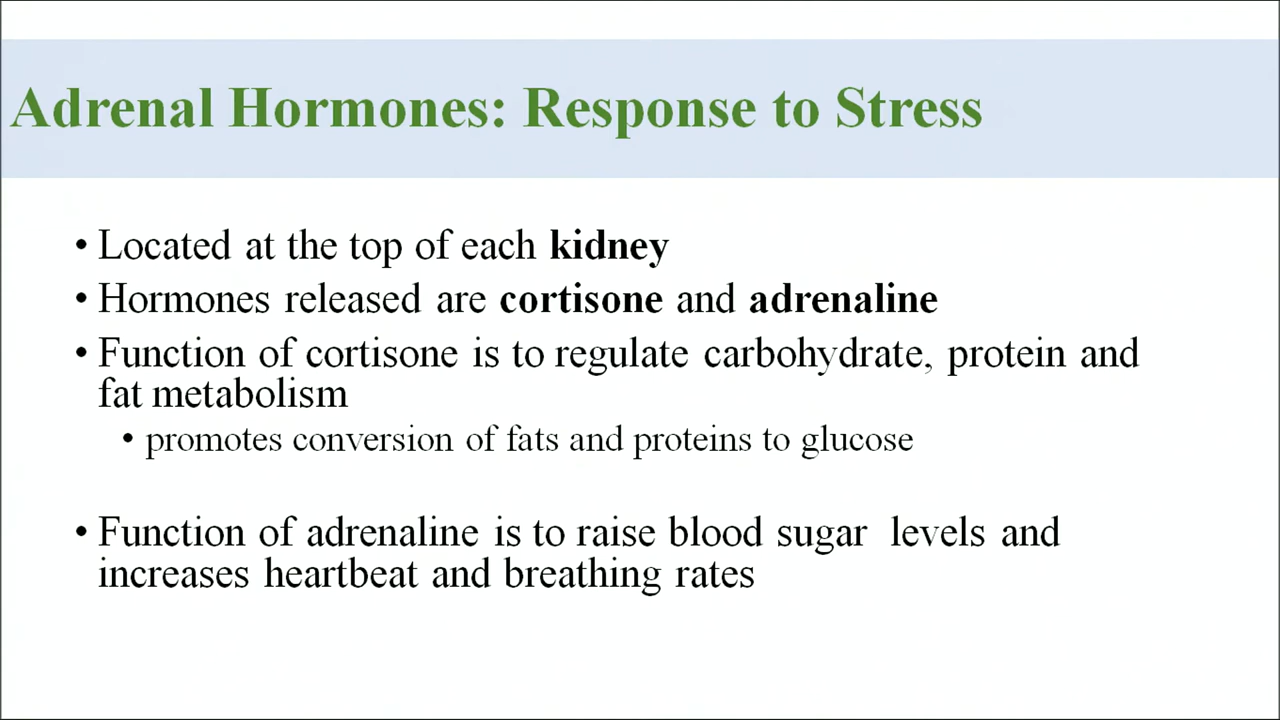 Adrenal Hormones: Response to Stress
• Located at the top of each kidney
• Hormones released are cortisone and adrenaline
• Function of cortisone is to regulate carbohydrate, protein and
fat metabolism
• promotes conversion of fats and proteins to glucose
• Function of adrenaline is to raise blood sugar levels and
increases heartbeat and breathing rates